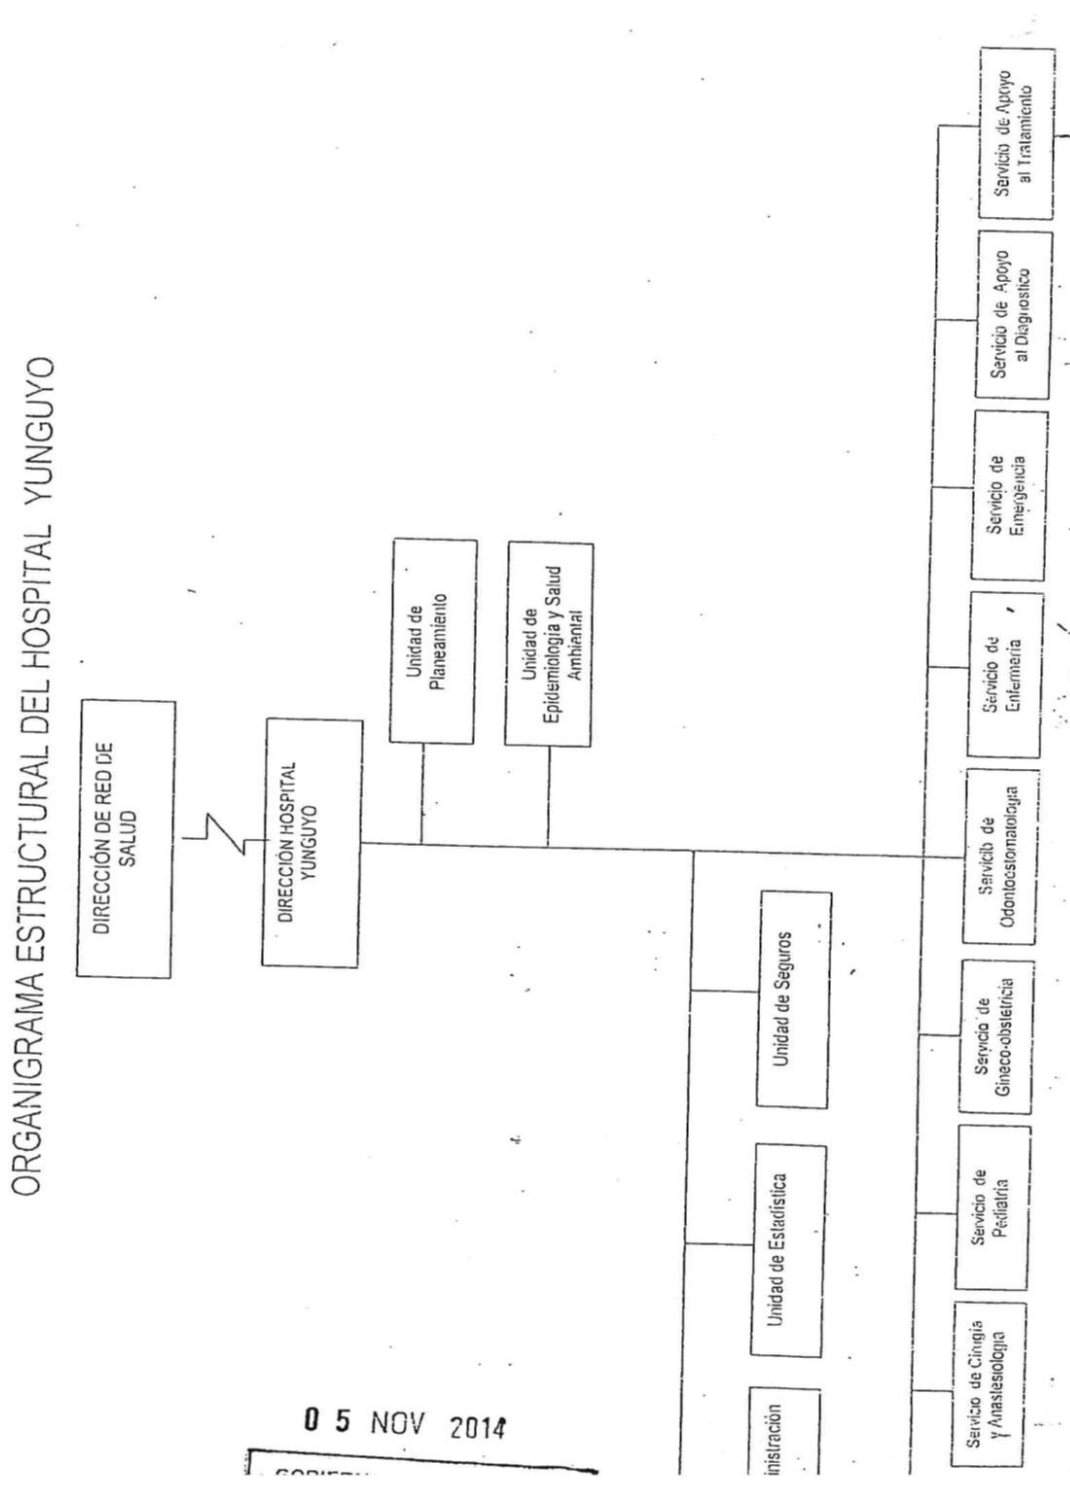 ORGANIGRAMA ESTRUCTURAL DEL HOSPITAL YUNGUYO
DIRECCIÓN DE RED DE
SALUD
DIRECCIÓN HOSPITAL
YUNGUYO
Unidad de
Planeamiento
Unidad de
Epidemiologia y Salud
Ambiental
inistración
Unidad de Estadística
Unidad de Seguros
Servicio de Cirugia
y Anastesiologia
Servicio de
Pediatria
Servicio de
Gineco-obstetricia
Servicio de
Odontoostomatologia
Servicio de
Enfermeria
Servicio de
Emergencia
Servicio de Apoyo
al Diagnostico
Servicio de Apoyo
al Tratamiento
0 5 NOV 2014